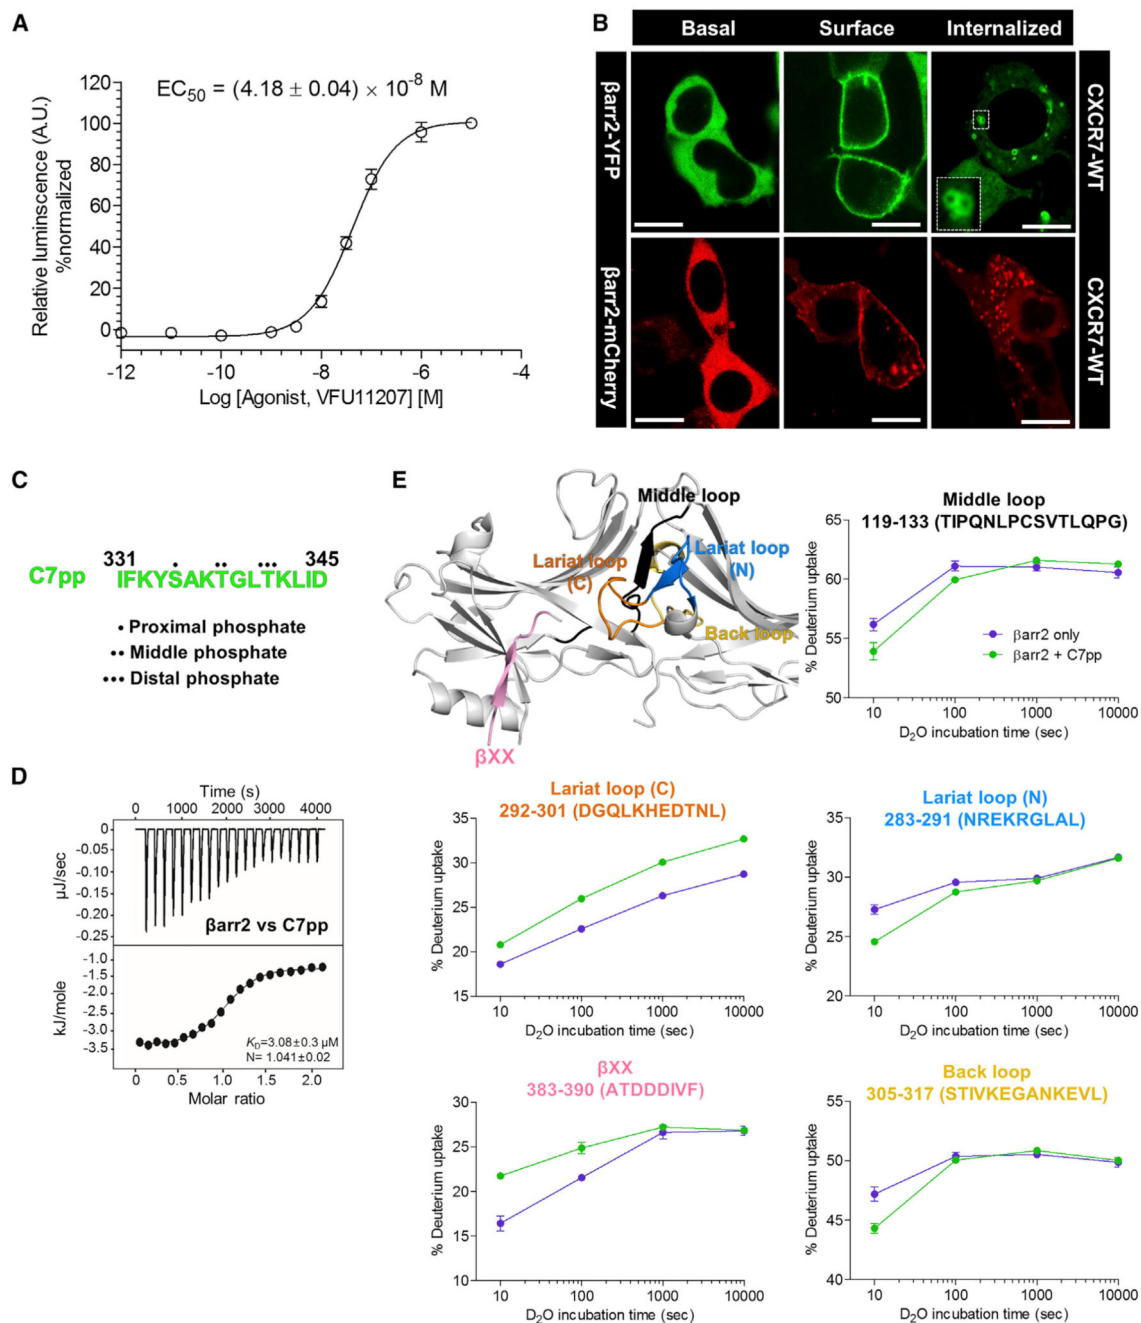 A
EC50 = (4.18 ± 0.04) × 10-8 M
Relative luminscence (A.U.)
%normalized
120
100
80
60
40
20
0
-12 -10 -8 -6 -4
Log [Agonist, VFU11207] [M]
B
Basal Surface Internalized
βarr2-YFP
CXCR7-WT
βarr2-mCherry
CXCR7-WT
C
331 • •• ••• 345
C7pp IFKYSAKTGLTKLID
• Proximal phosphate
•• Middle phosphate
••• Distal phosphate
D
Time (s)
0 1000 2000 3000 4000
μJ/sec
0
-0.05
-0.10
-0.15
-0.20
-0.25
βarr2 vs C7pp
kJ/mole
-1.0
-1.5
-2.0
-2.5
-3.0
-3.5
KD=3.08±0.3 μM
N= 1.041±0.02
0 0.5 1.0 1.5 2.0
Molar ratio
E
Middle loop
Lariat loop
(N)
Lariat loop
(C)
Back loop
βXX
Middle loop
119-133 (TIPQNLPCSVTLQPG)
% Deuterium uptake
65
60
55
50
βarr2 only
βarr2 + C7pp
10 100 1000 10000
D2O incubation time (sec)
Lariat loop (C)
292-301 (DGQLKHEDTNL)
% Deuterium uptake
35
30
25
20
15
10 100 1000 10000
D2O incubation time (sec)
Lariat loop (N)
283-291 (NREKRGLAL)
% Deuterium uptake
35
30
25
20
10 100 1000 10000
D2O incubation time (sec)
βXX
383-390 (ATDDDIVF)
% Deuterium uptake
30
25
20
15
10
10 100 1000 10000
D2O incubation time (sec)
Back loop
305-317 (STIVKEGANKEVL)
% Deuterium uptake
55
50
45
40
10 100 1000 10000
D2O incubation time (sec)